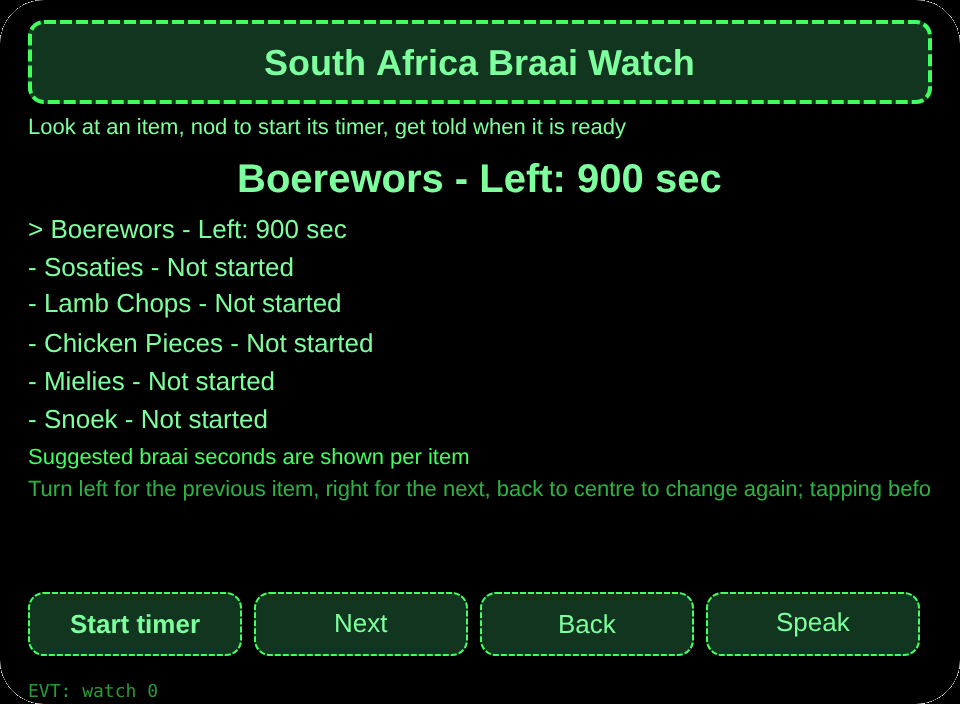 South Africa Braai Watch
Look at an item, nod to start its timer, get told when it is ready
Boerewors - Left: 900 sec
> Boerewors - Left: 900 sec
- Sosaties - Not started
- Lamb Chops - Not started
- Chicken Pieces - Not started
- Mielies - Not started
- Snoek - Not started
Suggested braai seconds are shown per item
Turn left for the previous item, right for the next, back to centre to change again; tapping befo
Start timer
Next
Back
Speak
EVT: watch 0